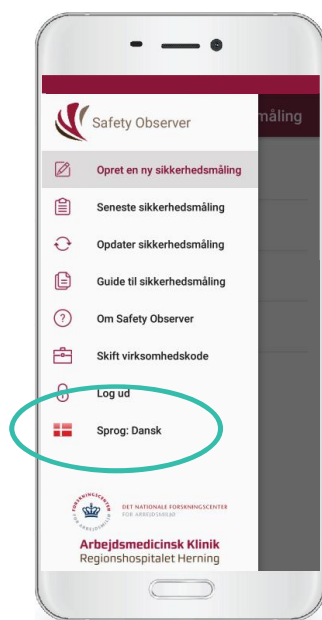 Safety Observer
måling
Opret en ny sikkerhedsmåling
Seneste sikkerhedsmåling
Opdater sikkerhedsmåling
Guide til sikkerhedsmåling
Om Safety Observer
Skift virksomhedskode
Log ud
Sprog: Dansk
DET NATIONALE FORSKNINGSCENTER
FOR ARBEJDSMILJØ
Arbejdsmedicinsk Klinik
Regionshospitalet Herning